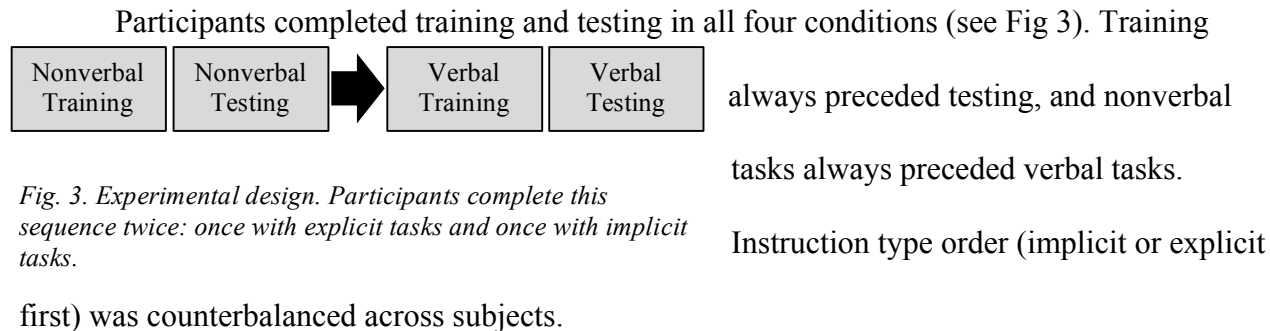 Participants completed training and testing in all four conditions (see Fig 3). Training
Nonverbal Training
Nonverbal Testing
Verbal Training
Verbal Testing
Fig. 3. Experimental design. Participants complete this
sequence twice: once with explicit tasks and once with implicit
tasks.
always preceded testing, and nonverbal
tasks always preceded verbal tasks.
Instruction type order (implicit or explicit
first) was counterbalanced across subjects.